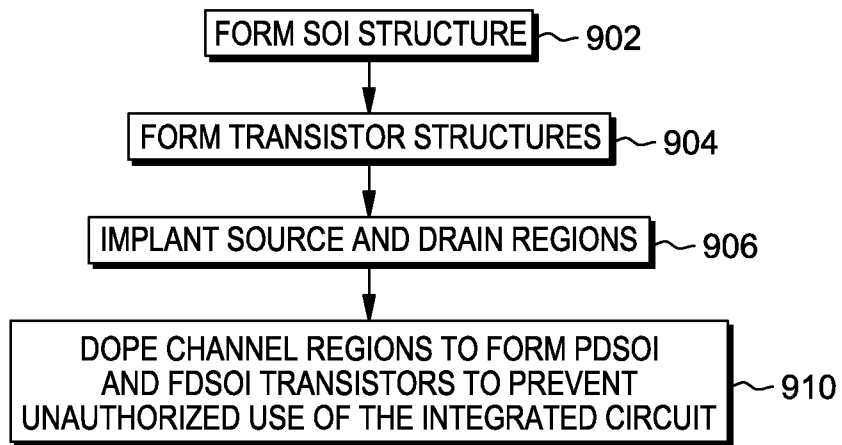 FORM SOI STRUCTURE 902
FORM TRANSISTOR STRUCTURES 904
IMPLANT SOURCE AND DRAIN REGIONS 906
DOPE CHANNEL REGIONS TO FORM PDSOI
AND FDSOI TRANSISTORS TO PREVENT
UNAUTHORIZED USE OF THE INTEGRATED CIRCUIT
910